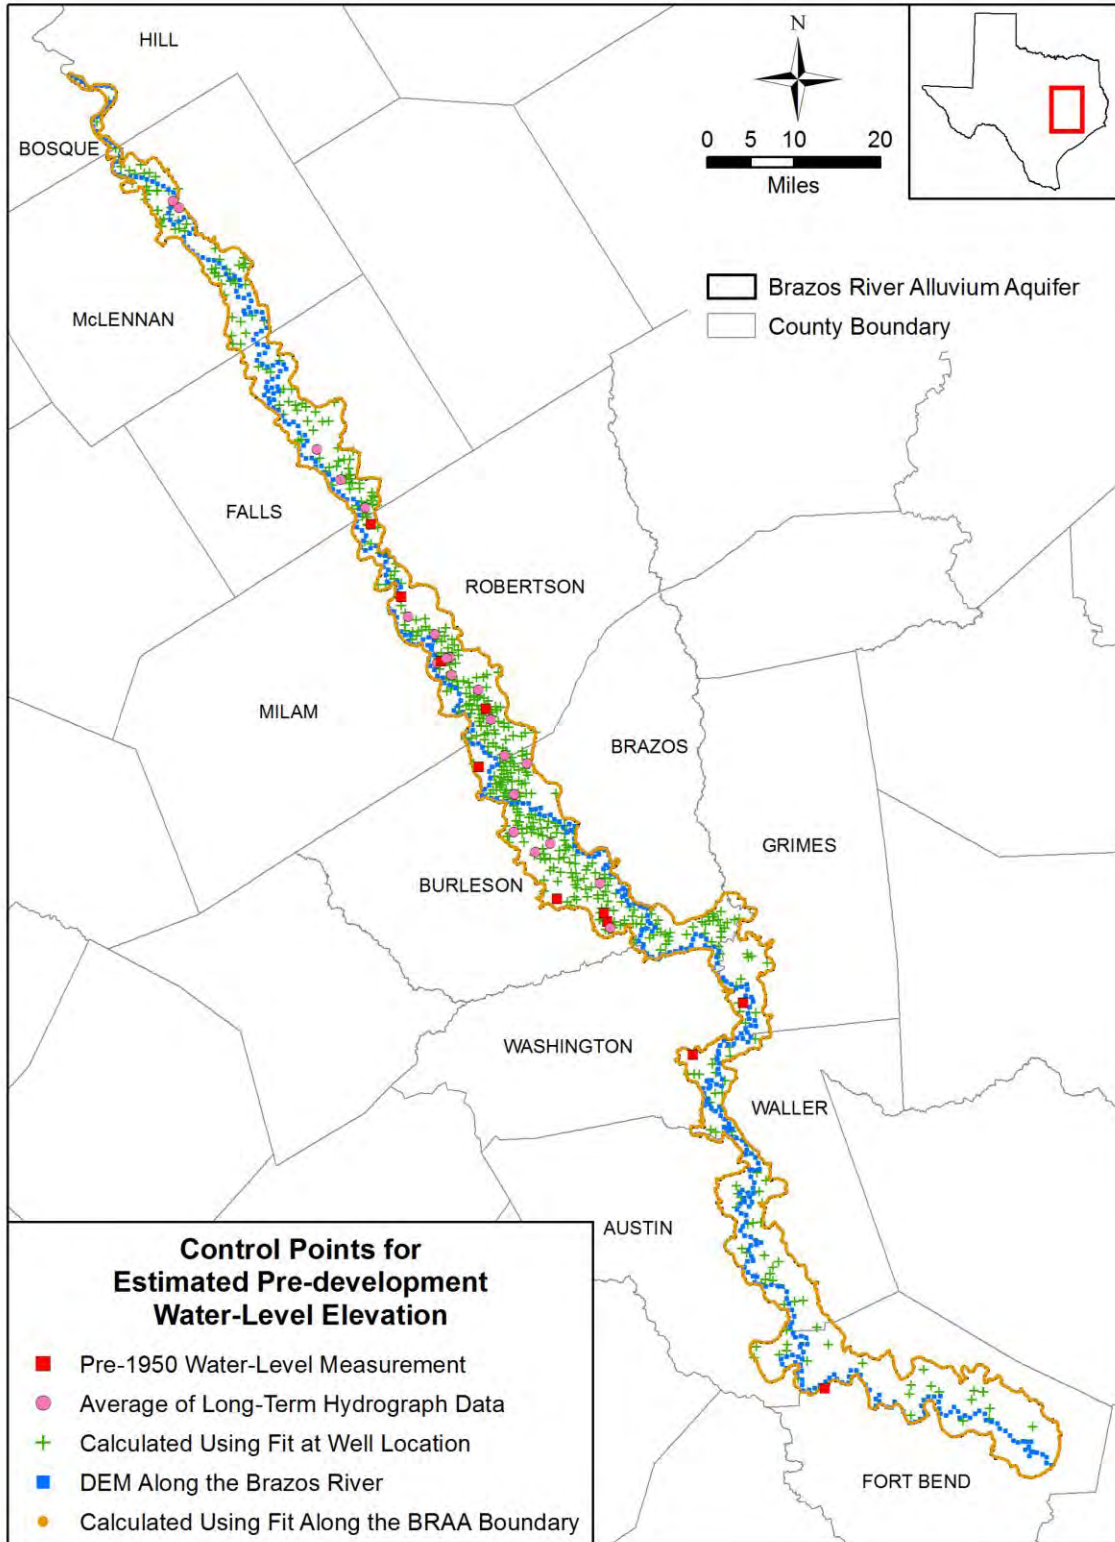 HILL
N
BOSQUE
0 5 10 20
Miles
Brazos River Alluvium Aquifer
County Boundary
McLENNAN
FALLS
ROBERTSON
MILAM
BRAZOS
GRIMES
BURLESON
WASHINGTON
WALLER
AUSTIN
FORT BEND
Control Points for
Estimated Pre-development
Water-Level Elevation
Pre-1950 Water-Level Measurement
Average of Long-Term Hydrograph Data
Calculated Using Fit at Well Location
DEM Along the Brazos River
Calculated Using Fit Along the BRAA Boundary